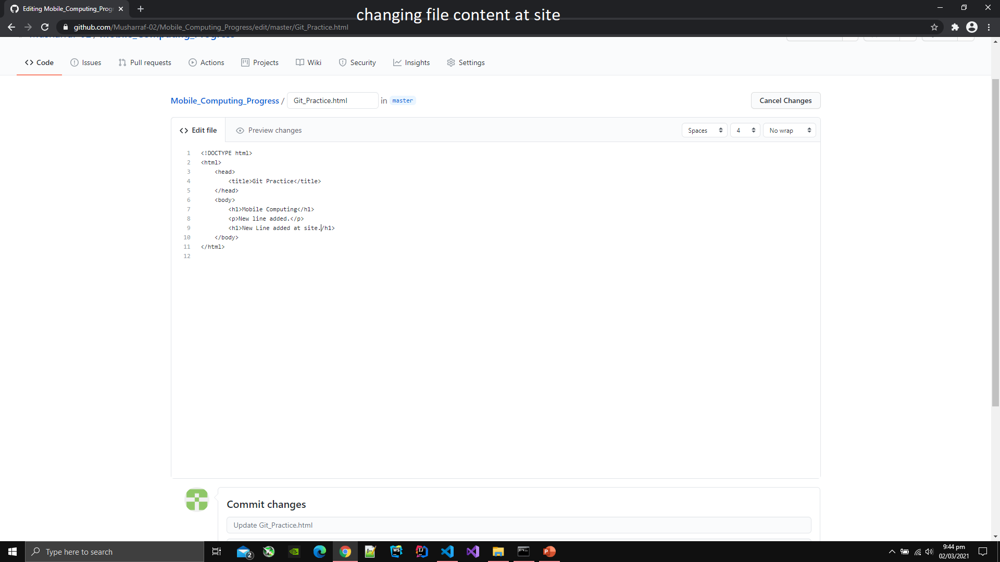 Editing Mobile_Computing_Prog
changing file content at site
github.com/Musharraf-02/Mobile_Computing_Progress/edit/master/Git_Practice.html
Code
Issues
Pull requests
Actions
Projects
Wiki
Security
Insights
Settings
Mobile_Computing_Progress / Git_Practice.html in master
Cancel Changes
<> Edit file
Preview changes
Spaces
4
No wrap
1 <!DOCTYPE html>
2 <html>
3 <head>
4 <title>Git Practice</title>
5 </head>
6 <body>
7 <h1>Mobile Computing</h1>
8 <p>New line added.</p>
9 <h1>New Line added at site./h1>
10 </body>
11 </html>
12
Commit changes
Update Git_Practice.html
Type here to search
2
9:44 pm
02/03/2021